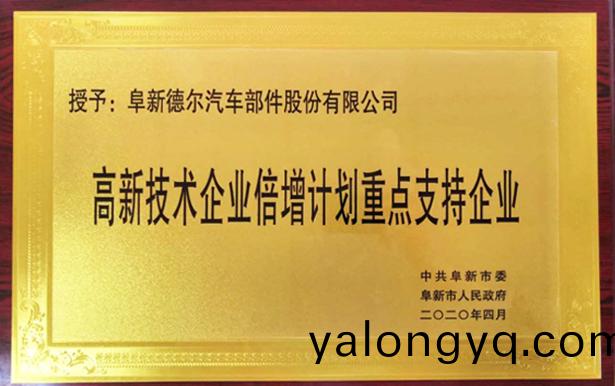 授予：阜新德尔汽车部件股份有限公司
高新技术企业倍增计划重点支持企业
中共阜新市委
阜新市人民政府
二〇二〇年四月
yalongyq.com